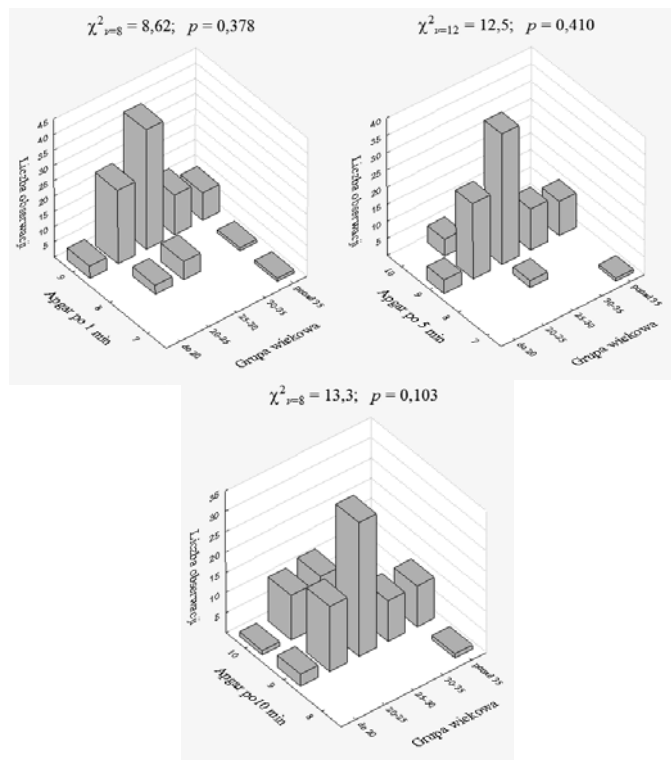 χ²ν=8 = 8,62; p = 0,378
45
40
35
30
25
20
15
10
5
Liczba obserwacji
9
8
7
Apgar po 1 min
do 20
20-25
25-30
30-35
ponad 35
Grupa wiekowa
χ²ν=12 = 12,5; p = 0,410
40
35
30
25
20
15
10
5
Liczba obserwacji
10
9
8
7
Apgar po 5 min
do 20
20-25
25-30
30-35
ponad 35
Grupa wiekowa
χ²ν=8 = 13,3; p = 0,103
35
30
25
20
15
10
5
Liczba obserwacji
10
9
8
Apgar po10 min
do 20
20-25
25-30
30-35
ponad 35
Grupa wiekowa